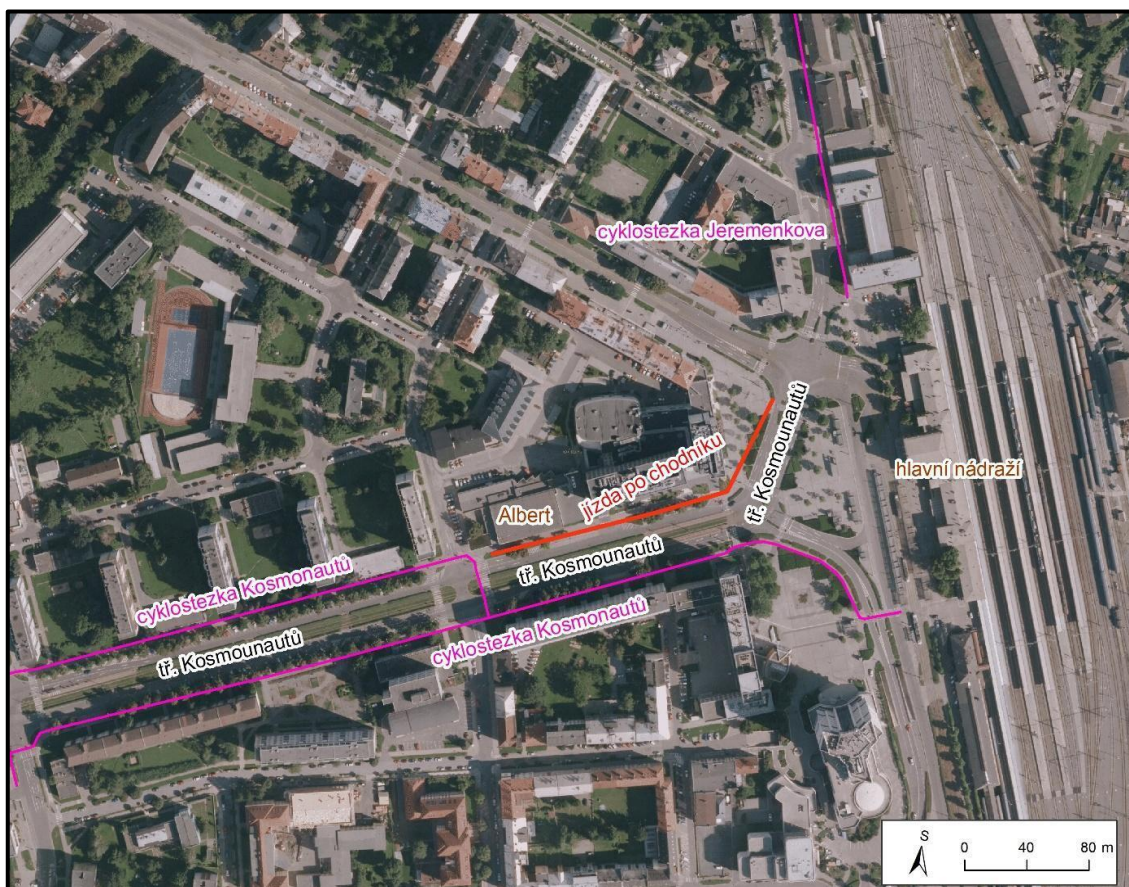 cyklostezka Jeremenkova
tř. Kosmounautů
hlavní nádraží
jízda po chodníku
Albert
tř. Kosmounautů
cyklostezka Kosmonautů
cyklostezka Kosmonautů
tř. Kosmounautů
S
0 40 80 m